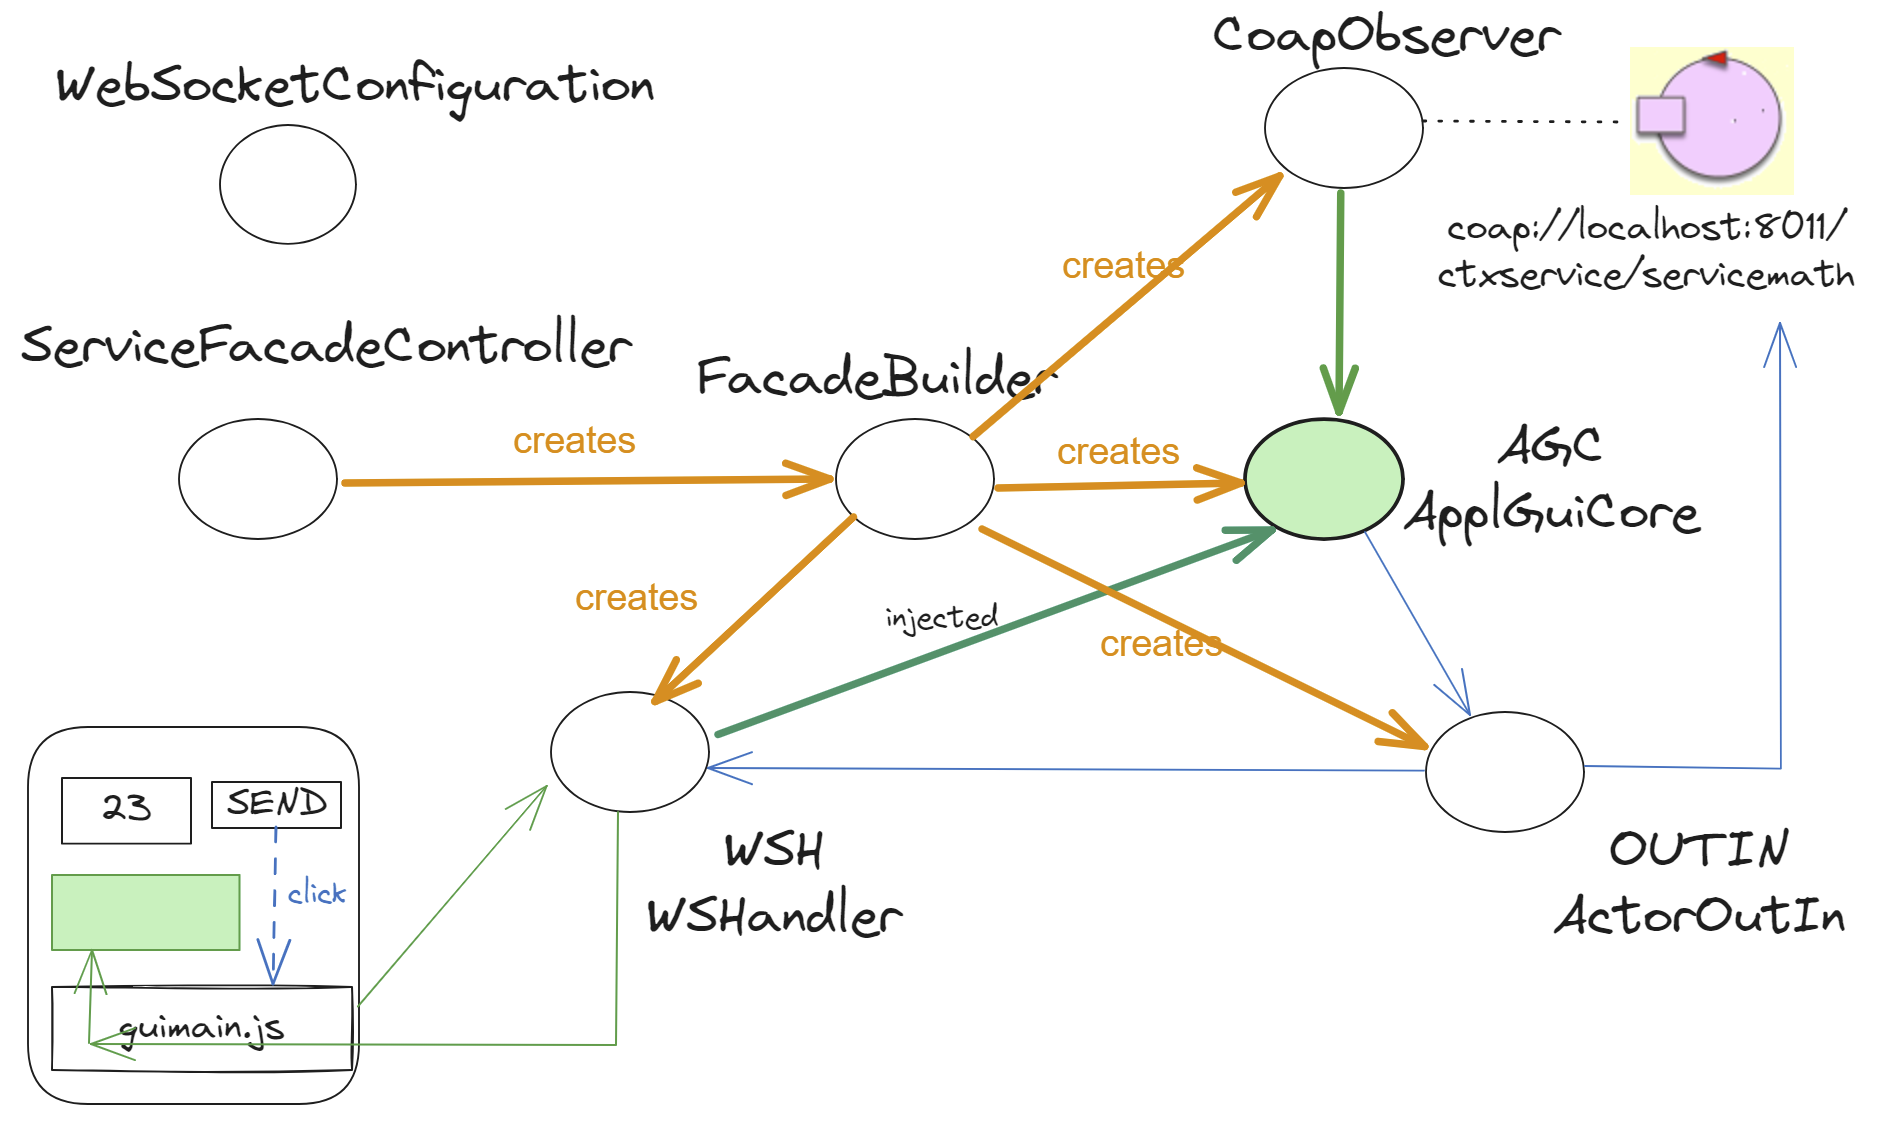 CoapObserver
WebSocketConfiguration
coap://localhost:8011/
ctxservice/servicemath
creates
ServiceFacadeController
FacadeBuilder
creates
creates
AGC
ApplGuiCore
creates
injected
creates
23
SEND
click
WSH
WSHandler
OUTIN
ActorOutIn
guimain.js